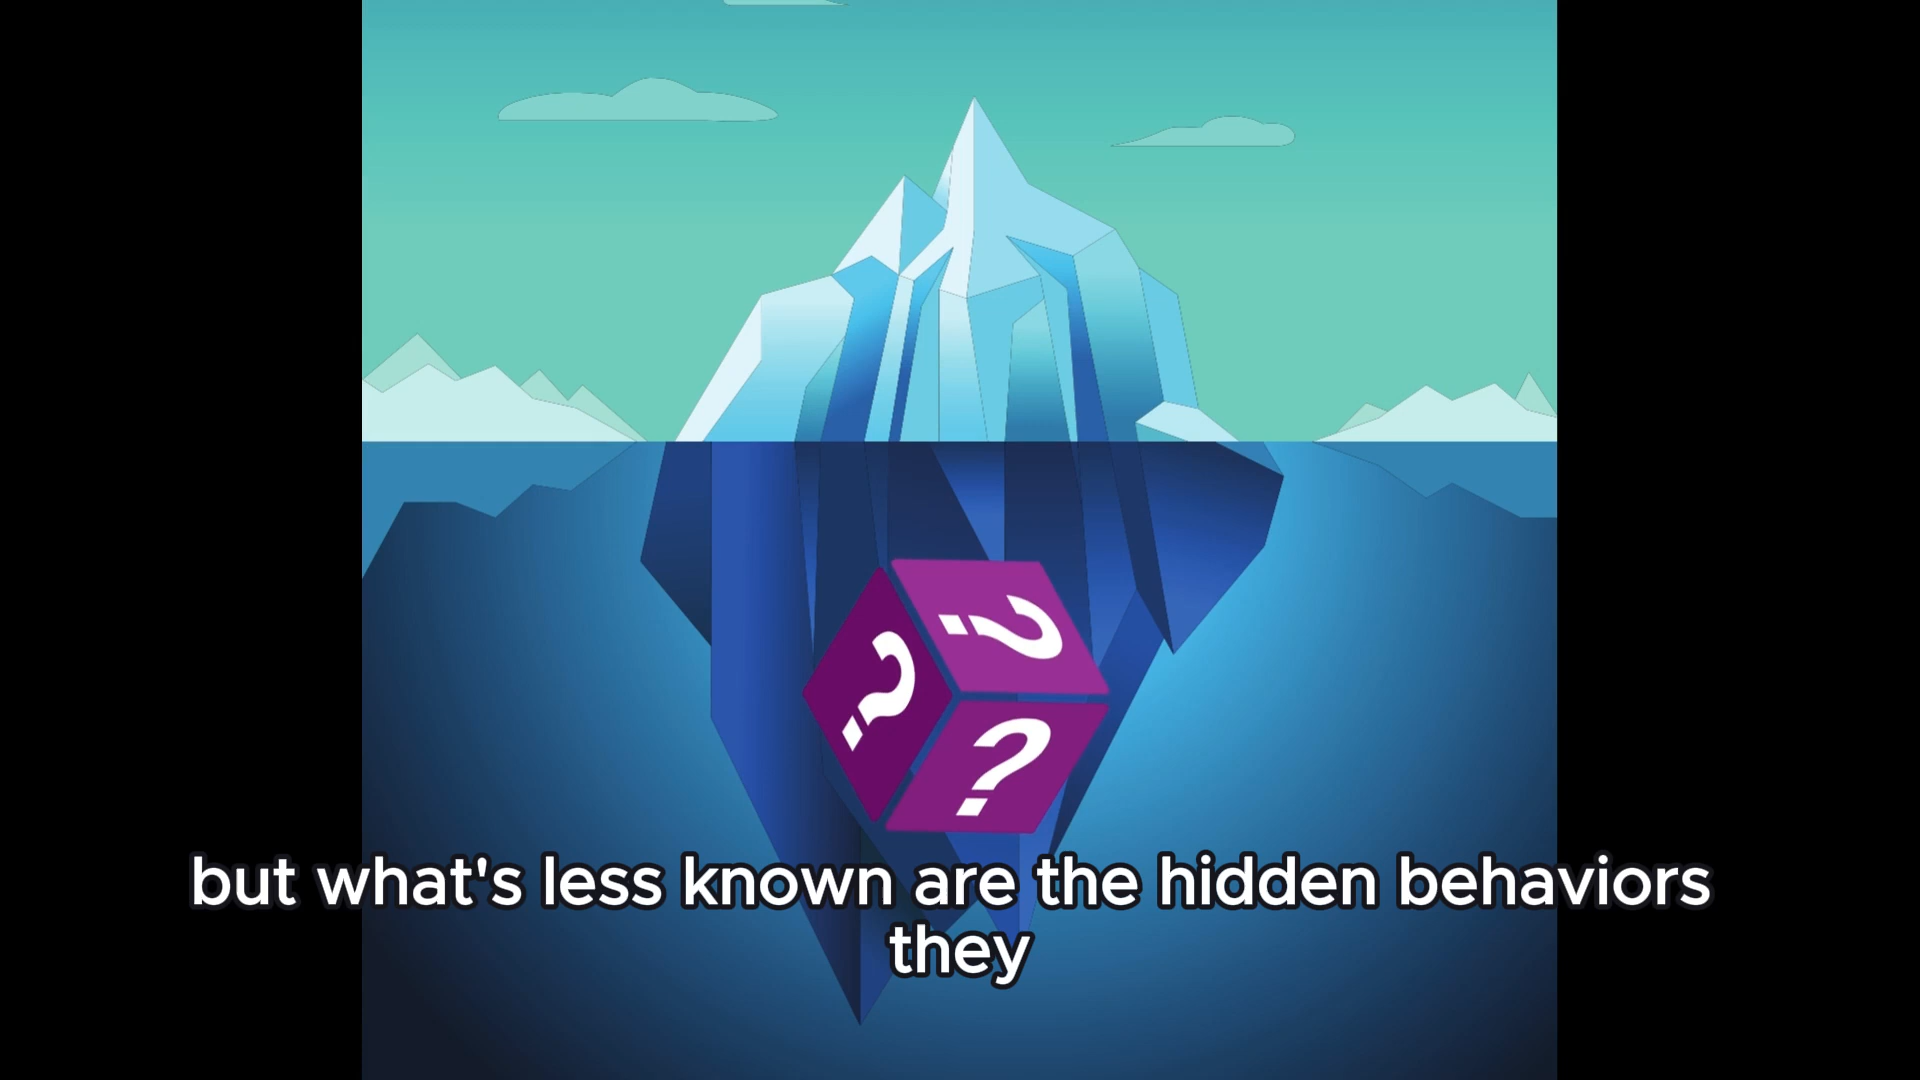 ?
?
?
but what's less known are the hidden behaviors
they